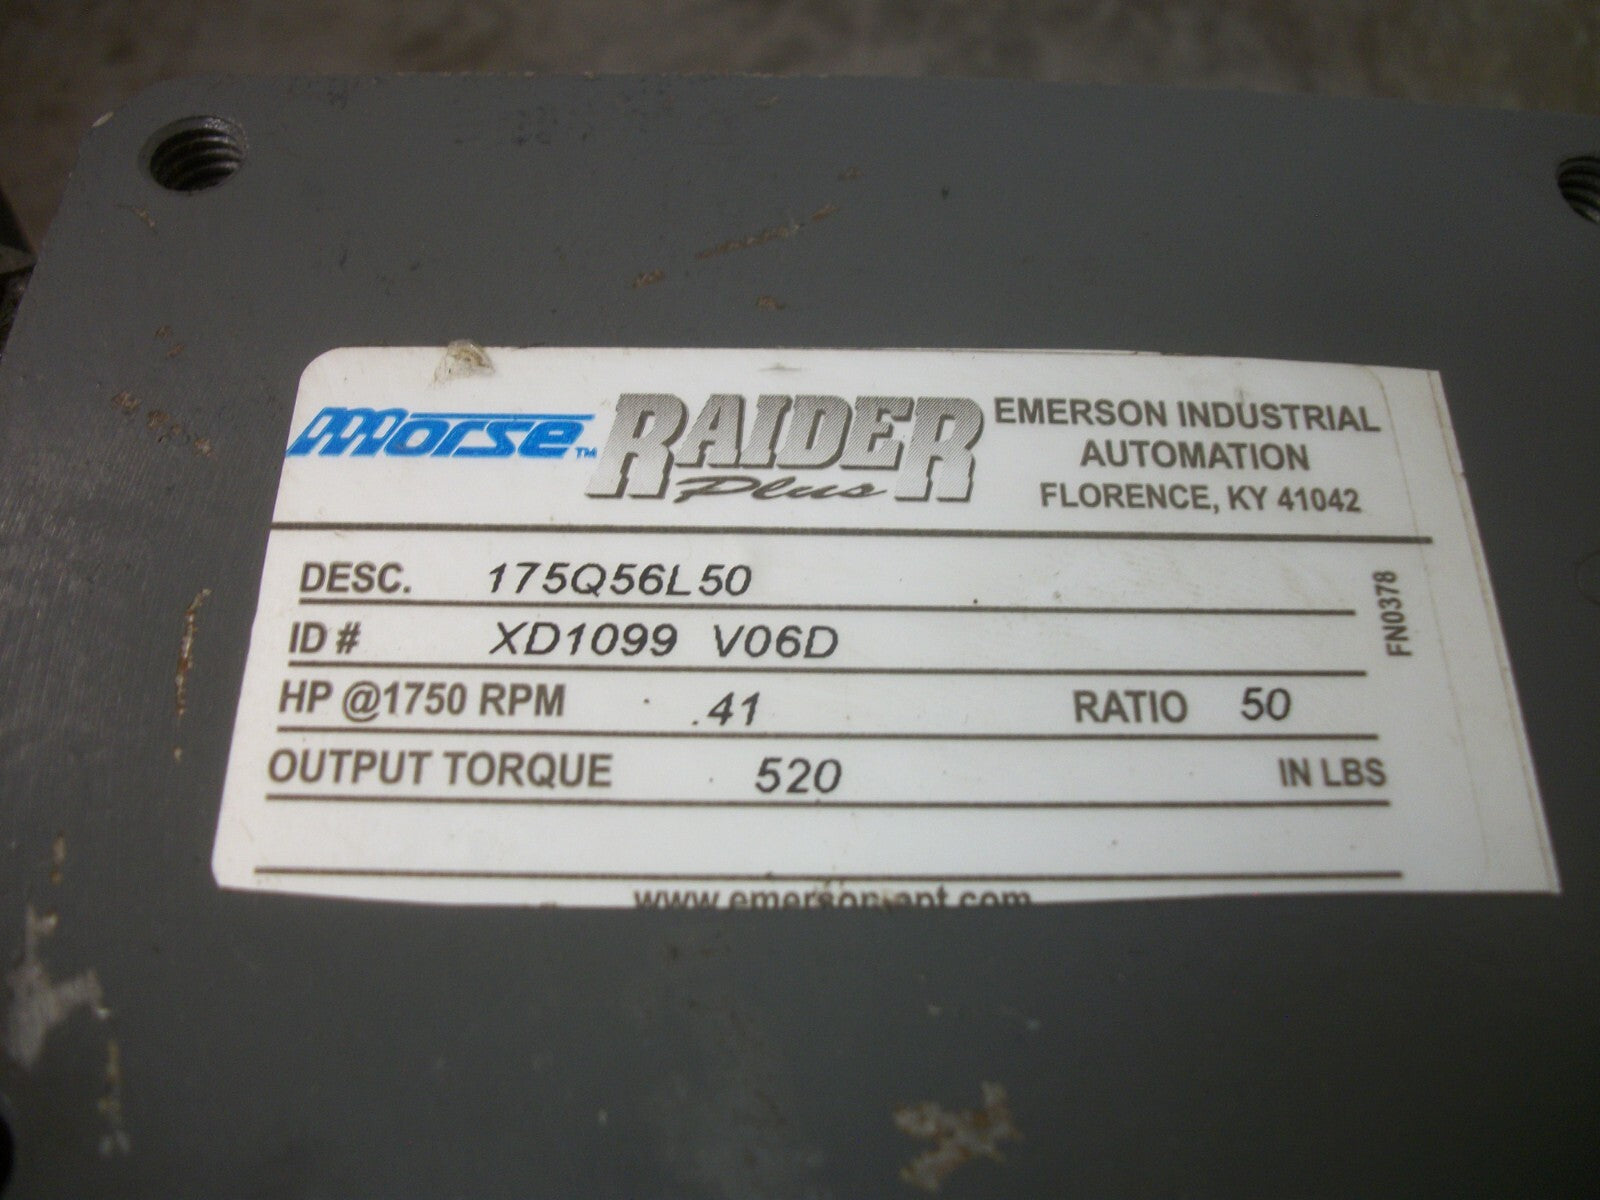 Morse™ RAIDER Plus
EMERSON INDUSTRIAL
AUTOMATION
FLORENCE, KY 41042
DESC. 175Q56L50
ID # XD1099 V06D
HP @1750 RPM .41 RATIO 50
OUTPUT TORQUE 520 IN LBS
FN0378